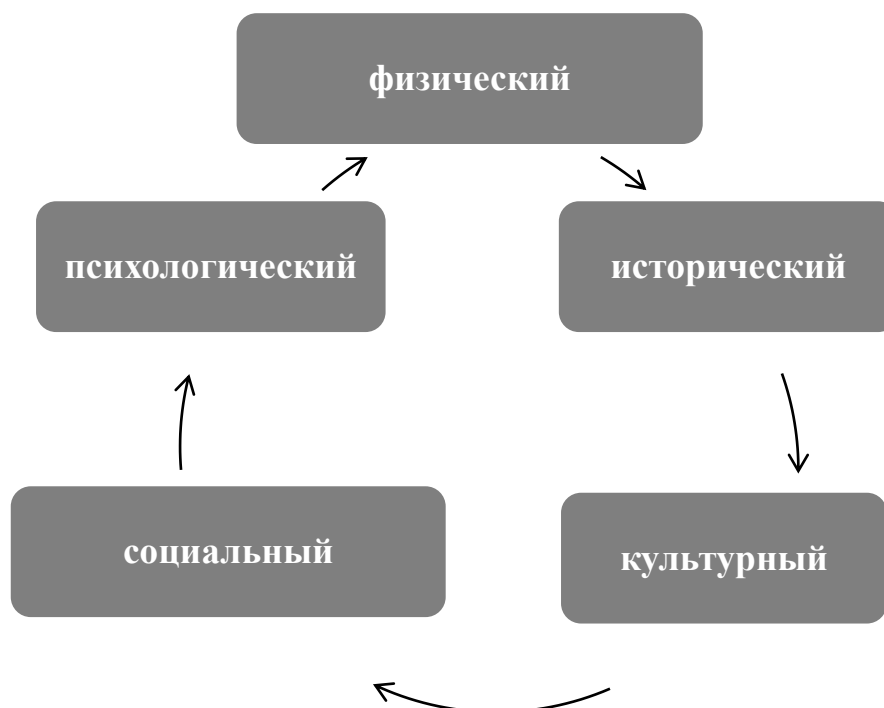 физический
психологический
исторический
социальный
культурный